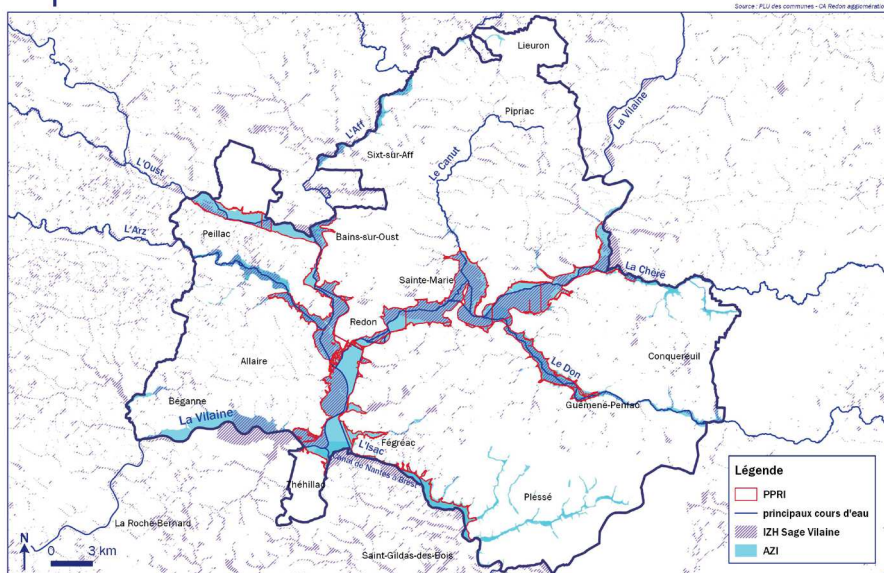 Source : PLU des communes - CA Redon agglomération
Lieuron
La Vilaine
Pipriac
L'Aff
Sixt-sur-Aff
Le Canut
L'Oust
L'Arz
Peillac
Bains-sur-Oust
Sainte-Marie
La Chère
Redon
Allaire
Le Don
Conquereuil
Béganne
Guémené-Penfao
La Vilaine
L'Isac
Fégréac
Canal de Nantes à Brest
Théhillac
Plessé
La Roche-Bernard
Saint-Gildas-des-Bois
N
0 3 km
Légende
PPRI
principaux cours d'eau
IZH Sage Vilaine
AZI